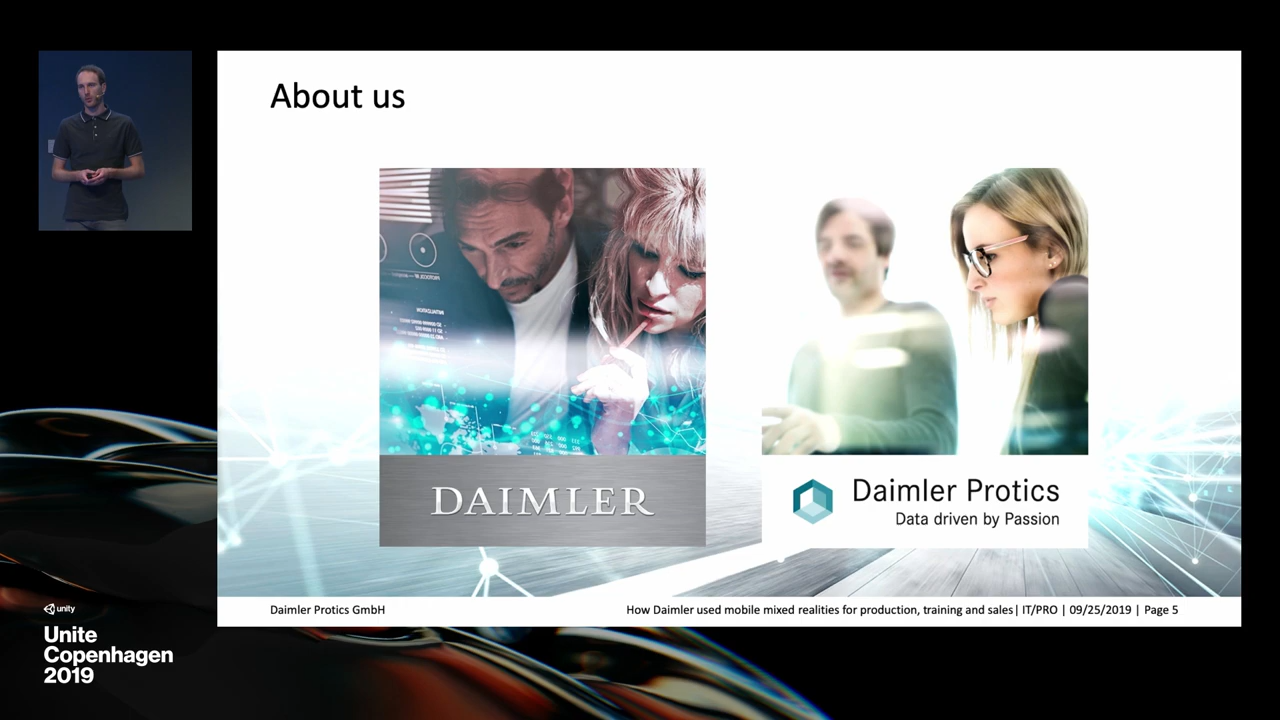 About us
DAIMLER
Daimler Protics
Data driven by Passion
Daimler Protics GmbH
How Daimler used mobile mixed realities for production, training and sales| IT/PRO | 09/25/2019 | Page 5
unity
Unite
Copenhagen
2019